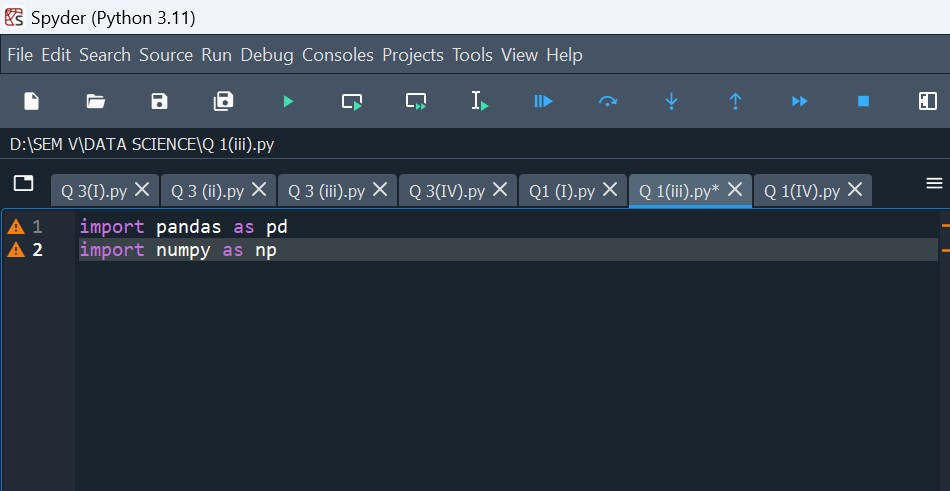 Spyder (Python 3.11)
File Edit Search Source Run Debug Consoles Projects Tools View Help
D:\SEM V\DATA SCIENCE\Q 1(iii).py
Q 3(I).py Q 3 (ii).py Q 3 (iii).py Q 3(IV).py Q1 (I).py Q 1(iii).py* Q 1(IV).py
1 import pandas as pd
2 import numpy as np